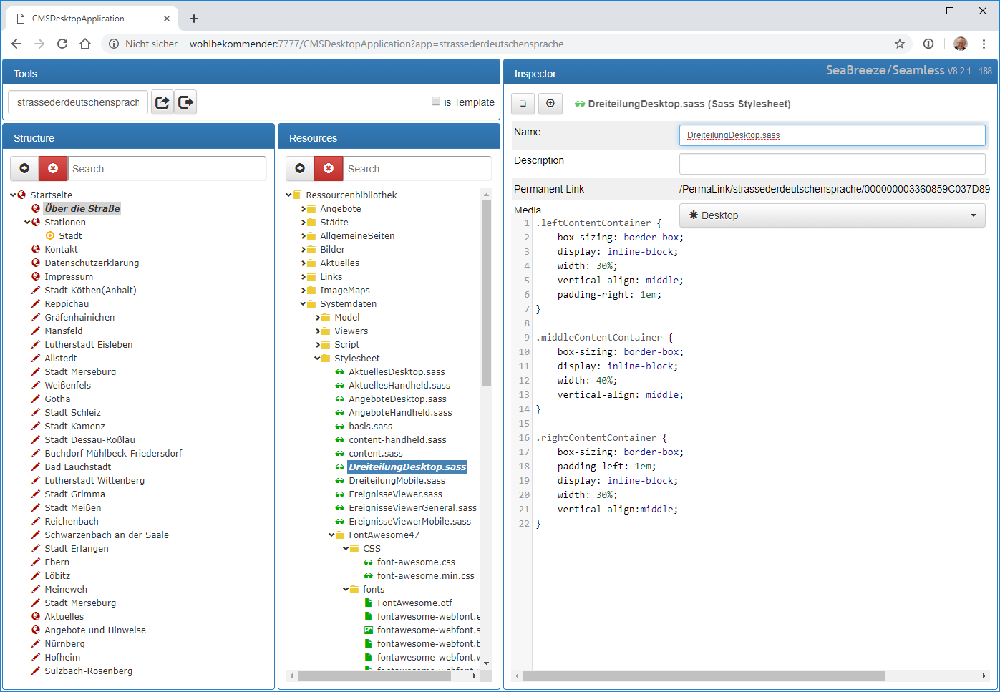 CMSDesktopApplication
Nicht sicher
wohlbekommender:7777/CMSDesktopApplication?app=strassederdeutschensprache
Tools
strassederdeutschensprach
is Template
Structure
Search
Startseite
Über die Straße
Stationen
Stadt
Kontakt
Datenschutzerklärung
Impressum
Stadt Köthen(Anhalt)
Reppichau
Gräfenhainichen
Mansfeld
Lutherstadt Eisleben
Allstedt
Stadt Merseburg
Weißenfels
Gotha
Stadt Schleiz
Stadt Kamenz
Stadt Dessau-Roßlau
Buchdorf Mühlbeck-Friedersdorf
Bad Lauchstädt
Lutherstadt Wittenberg
Stadt Grimma
Stadt Meißen
Reichenbach
Schwarzenbach an der Saale
Stadt Erlangen
Ebern
Löbitz
Meineweh
Stadt Merseburg
Aktuelles
Angebote und Hinweise
Nürnberg
Hofheim
Sulzbach-Rosenberg
Resources
Search
Ressourcenbibliothek
Angebote
Städte
AllgemeineSeiten
Bilder
Aktuelles
Links
ImageMaps
Systemdaten
Model
Viewers
Script
Stylesheet
AktuellesDesktop.sass
AktuellesHandheld.sass
AngeboteDesktop.sass
AngeboteHandheld.sass
basis.sass
content-handheld.sass
content.sass
DreiteilungDesktop.sass
DreiteilungMobile.sass
EreignisseViewer.sass
EreignisseViewerGeneral.sass
EreignisseViewerMobile.sass
FontAwesome47
CSS
font-awesome.css
font-awesome.min.css
fonts
FontAwesome.otf
fontawesome-webfont.e
fontawesome-webfont.s
fontawesome-webfont.t
fontawesome-webfont.w
Inspector
SeaBreeze/Seamless V8.2.1 - 188
DreiteilungDesktop.sass (Sass Stylesheet)
Name
DreiteilungDesktop.sass
Description
Permanent Link
/PermaLink/strassederdeutschensprache/000000003360859C037D89
Media
Desktop
1 .leftContentContainer {
2 box-sizing: border-box;
3 display: inline-block;
4 width: 30%;
5 vertical-align: middle;
6 padding-right: 1em;
7 }
8
9 .middleContentContainer {
10 box-sizing: border-box;
11 display: inline-block;
12 width: 40%;
13 vertical-align: middle;
14 }
15
16 .rightContentContainer {
17 box-sizing: border-box;
18 padding-left: 1em;
19 display: inline-block;
20 width: 30%;
21 vertical-align:middle;
22 }